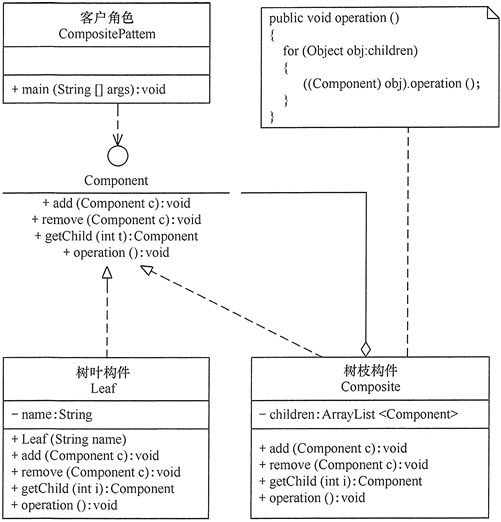 客户角色
CompositePattem
+ main (String [] args):void
public void operation ()
{
for (Object obj:children)
{
((Component) obj).operation ();
}
}
Component
+ add (Component c):void
+ remove (Component c):void
+ getChild (int t):Component
+ operation ():void
树叶构件
Leaf
- name:String
+ Leaf (String name)
+ add (Component c):void
+ remove (Component c):void
+ getChild (int i):Component
+ operation ():void
树枝构件
Composite
- children:ArrayList <Component>
+ add (Component c):void
+ remove (Component c):void
+ getChild (int i):Component
+ operation ():void